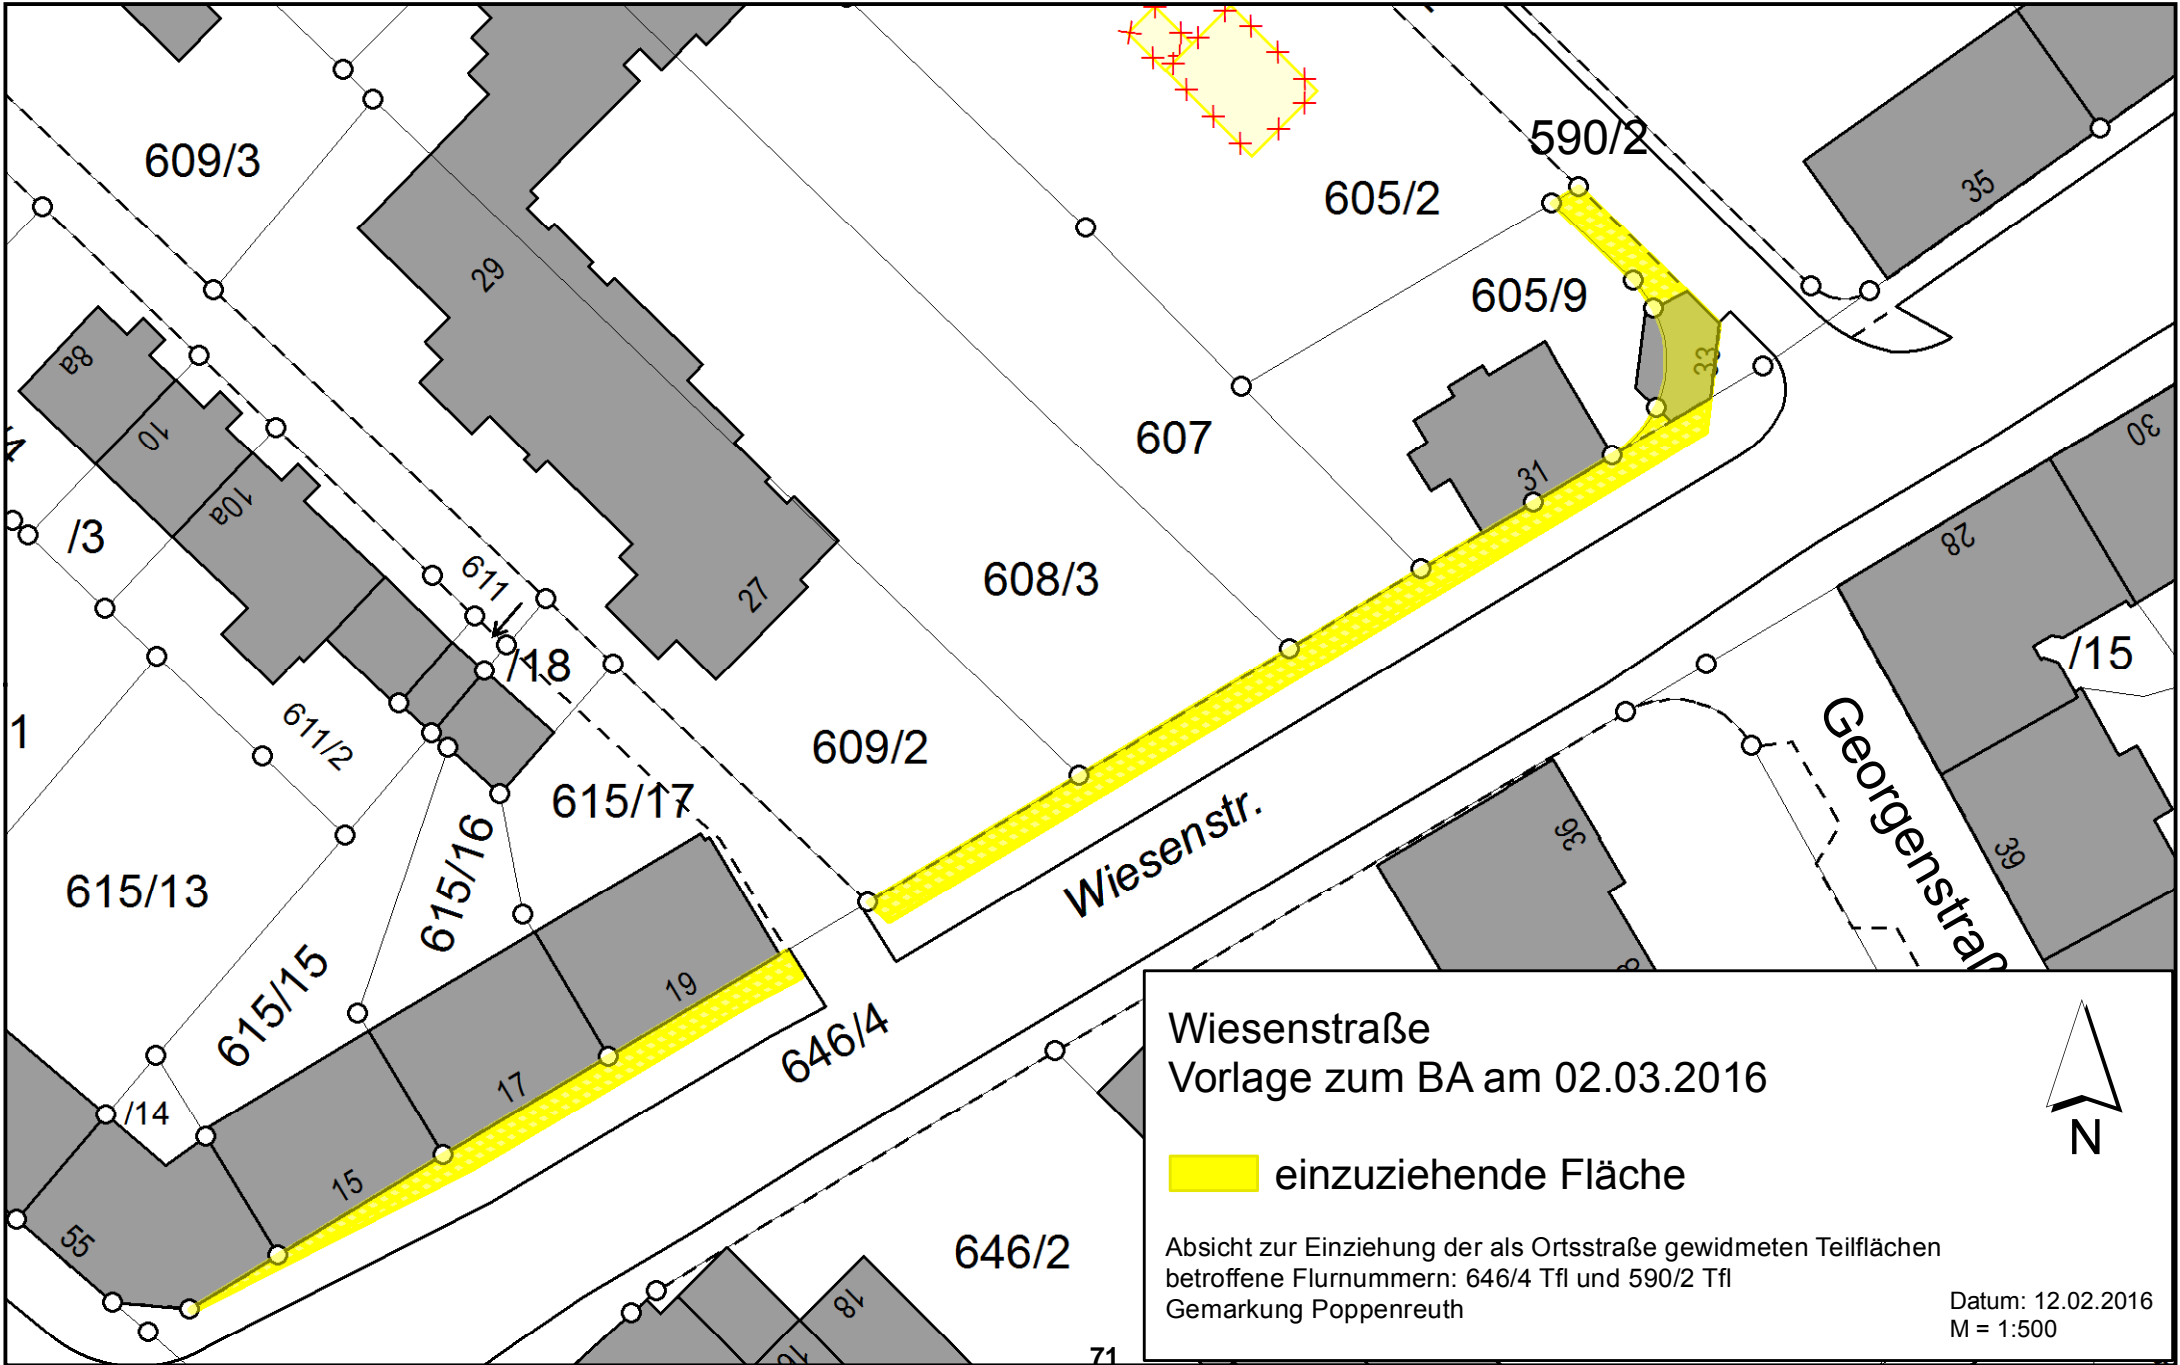 590/2
609/3
605/2
35
29
605/9
33
8a
10
607
30
10a
31
/3
611
28
608/3
27
/18
/15
1
611/2
609/2
615/17
Wiesenstr.
36
Georgenstraß
615/16
39
615/13
615/15
19
646/4
17
/14
15
55
646/2
18
16
71
Wiesenstraße
Vorlage zum BA am 02.03.2016
N
einzuziehende Fläche
Absicht zur Einziehung der als Ortsstraße gewidmeten Teilflächen
betroffene Flurnummern: 646/4 Tfl und 590/2 Tfl
Gemarkung Poppenreuth
Datum: 12.02.2016
M = 1:500